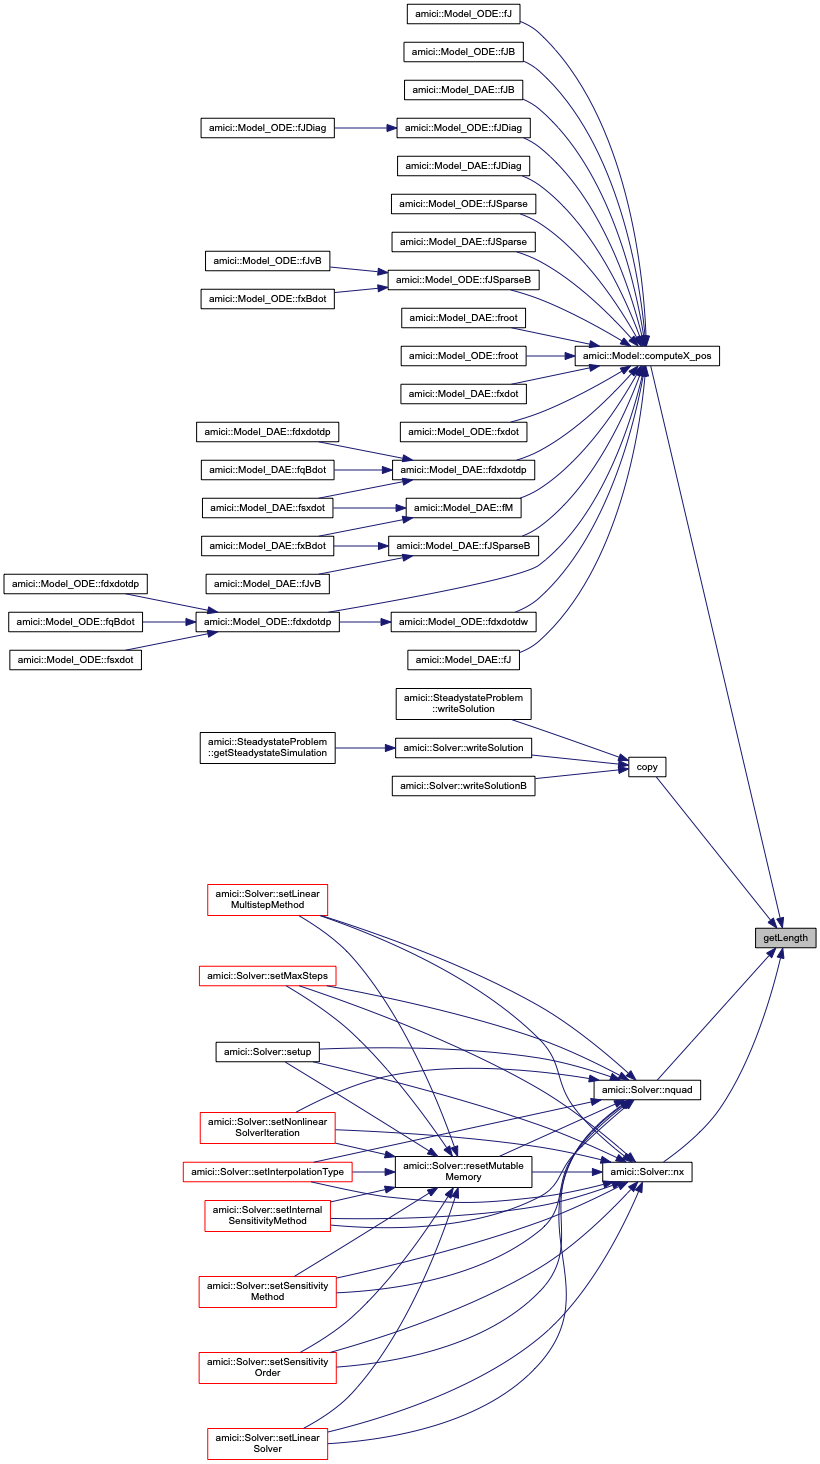 amici::Model_ODE::fJ
amici::Model_ODE::fJB
amici::Model_DAE::fJB
amici::Model_ODE::fJDiag
amici::Model_ODE::fJDiag
amici::Model_DAE::fJDiag
amici::Model_ODE::fJSparse
amici::Model_DAE::fJSparse
amici::Model_ODE::fJvB
amici::Model_ODE::fJSparseB
amici::Model_ODE::fxBdot
amici::Model_DAE::froot
amici::Model_ODE::froot
amici::Model::computeX_pos
amici::Model_DAE::fxdot
amici::Model_ODE::fxdot
amici::Model_DAE::fdxdotdp
amici::Model_DAE::fqBdot
amici::Model_DAE::fdxdotdp
amici::Model_DAE::fsxdot
amici::Model_DAE::fM
amici::Model_DAE::fxBdot
amici::Model_DAE::fJSparseB
amici::Model_DAE::fJvB
amici::Model_ODE::fdxdotdp
amici::Model_ODE::fqBdot
amici::Model_ODE::fdxdotdp
amici::Model_ODE::fdxdotdw
amici::Model_ODE::fsxdot
amici::Model_DAE::fJ
amici::SteadystateProblem
::writeSolution
amici::SteadystateProblem
::getSteadystateSimulation
amici::Solver::writeSolution
copy
amici::Solver::writeSolutionB
amici::Solver::setLinear
MultistepMethod
getLength
amici::Solver::setMaxSteps
amici::Solver::setup
amici::Solver::nquad
amici::Solver::setNonlinear
SolverIteration
amici::Solver::setInterpolationType
amici::Solver::resetMutable
Memory
amici::Solver::nx
amici::Solver::setInternal
SensitivityMethod
amici::Solver::setSensitivity
Method
amici::Solver::setSensitivity
Order
amici::Solver::setLinear
Solver